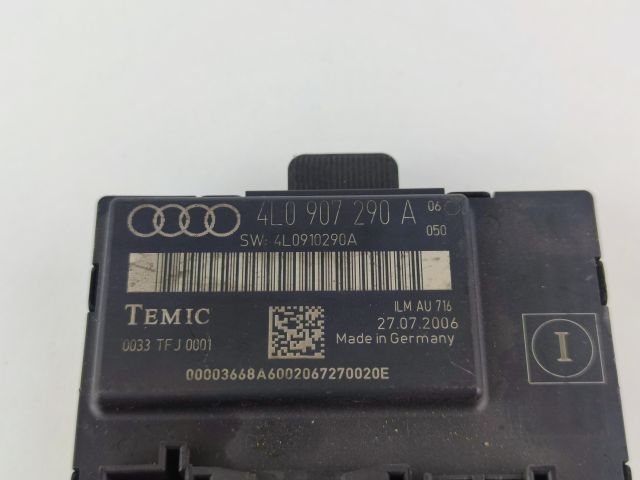 4L0 907 290 A 06
050
SW: 4L0910290A
TEMIC
ILM AU 716
27.07.2006
0033 TFJ 0001
Made in Germany
00003668A6002067270020E
I